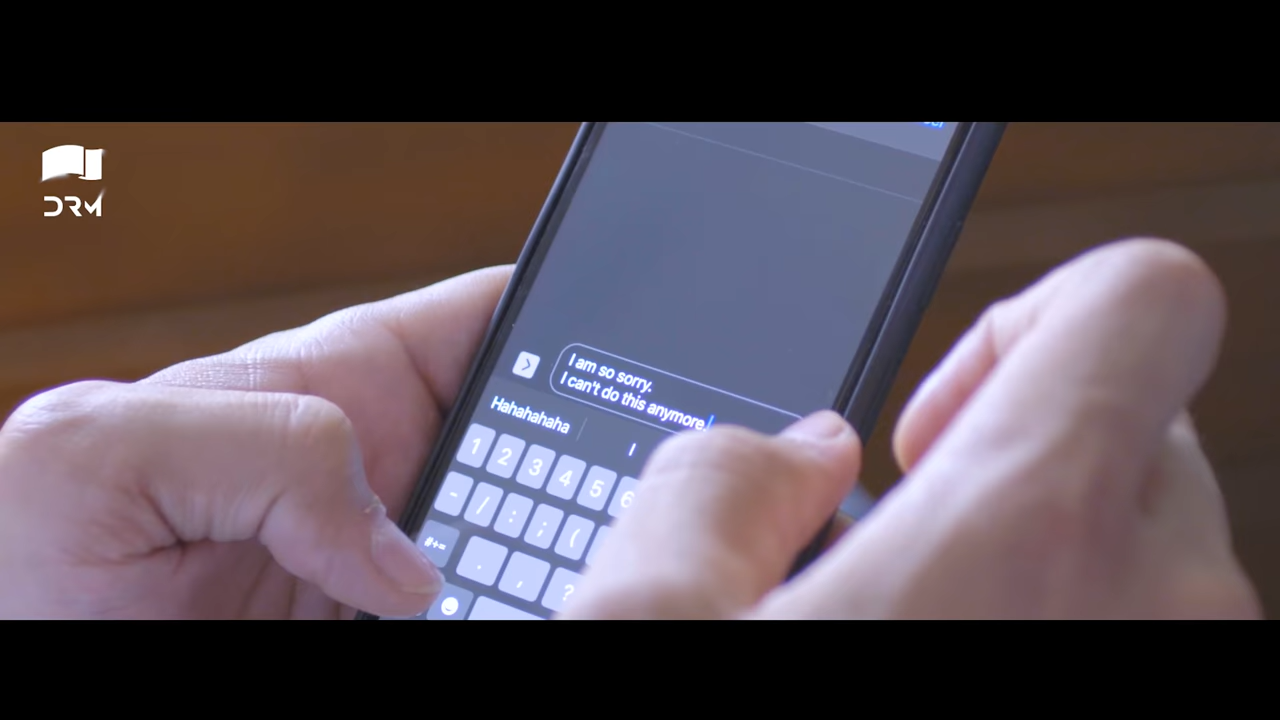 DRM
I am so sorry.
I can't do this anymore.
Hahahahaha
I
1 2 3 4 5 6
- / : ; (
#+=
. , ?